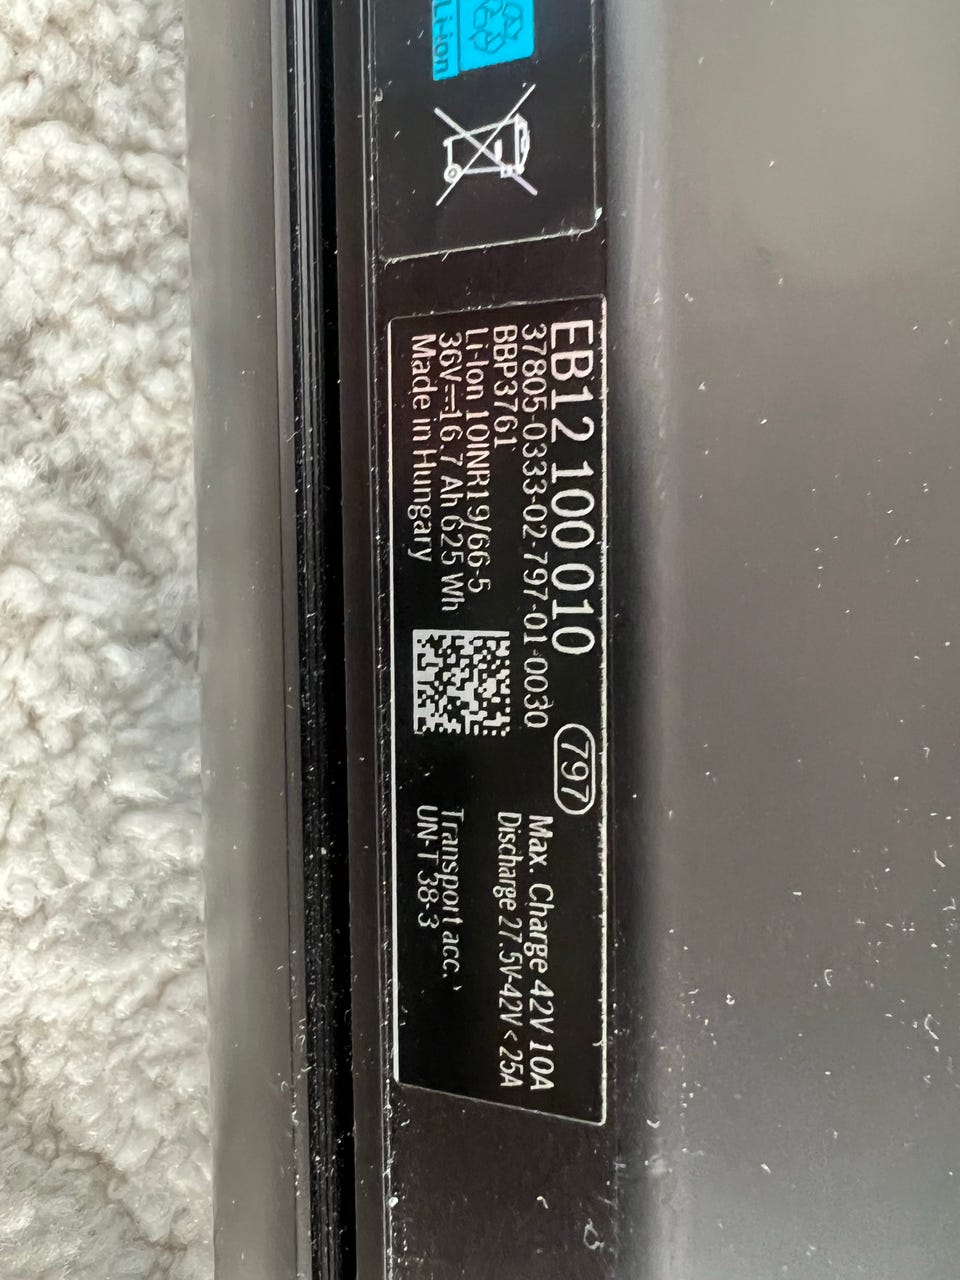 Li-ion
EB12 100 010
37805-0333-02-797-01 0030
BBP3761
Li-Ion 10INR19/66-5
36V⎓16.7 Ah 625 Wh
Made in Hungary
797
Max. Charge 42V 10A
Discharge 27.5V-42V < 25A
Transport acc.
UN-T 38-3